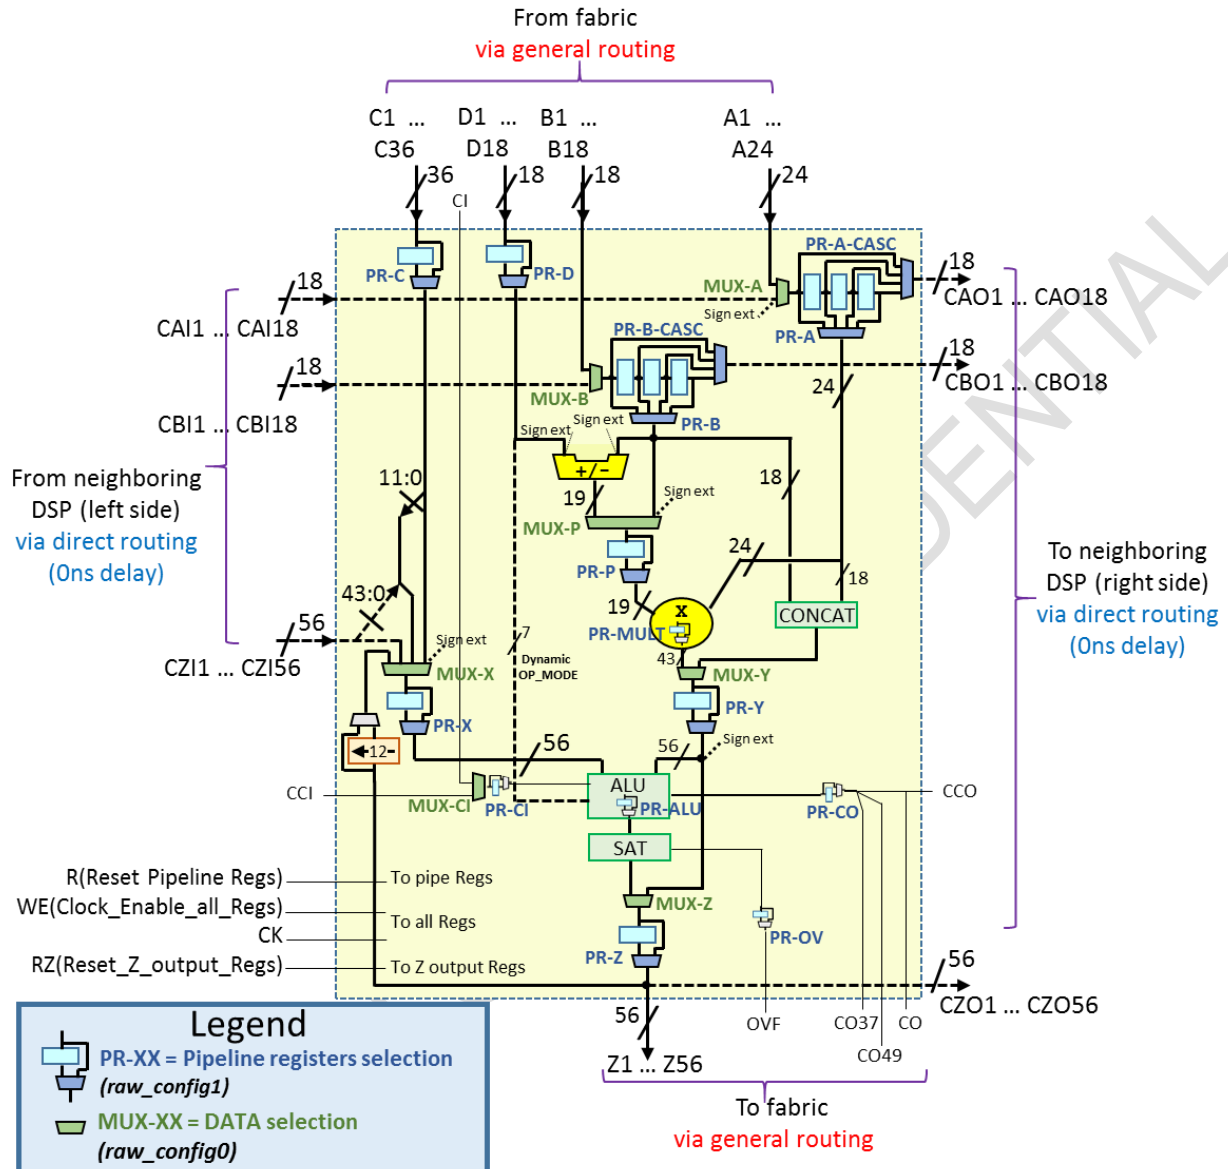 From fabric
via general routing
C1 ... D1 ... B1 ... A1 ...
C36 D18 B18 A24
36 18 18 24
CI
PR-C
PR-D
PR-A-CASC
18
CAO1 ... CAO18
MUX-A
Sign ext
PR-A
18
CAI1 ... CAI18
PR-B-CASC
18
CBO1 ... CBO18
18
CBI1 ... CBI18
MUX-B
PR-B
24
Sign ext
Sign ext
+/−
19
18
Sign ext
MUX-P
From neighboring
DSP (left side)
via direct routing
(0ns delay)
11:0
43:0
PR-P
24
18
19
X
PR-MULT
CONCAT
43
To neighboring
DSP (right side)
via direct routing
(0ns delay)
56
CZI1 ... CZI56
Sign ext
MUX-X
7
Dynamic
OP_MODE
MUX-Y
PR-X
PR-Y
12
56
56
Sign ext
CCI
MUX-CI
PR-CI
ALU
PR-ALU
PR-CO
CCO
SAT
MUX-Z
PR-OV
PR-Z
R(Reset Pipeline Regs)
To pipe Regs
WE(Clock_Enable_all_Regs)
To all Regs
CK
RZ(Reset_Z_output_Regs)
To Z output Regs
56
CZO1 ... CZO56
56
Z1 ... Z56
OVF
CO37
CO49
CO
To fabric
via general routing
Legend
PR-XX = Pipeline registers selection
(raw_config1)
MUX-XX = DATA selection
(raw_config0)
DENTIAL